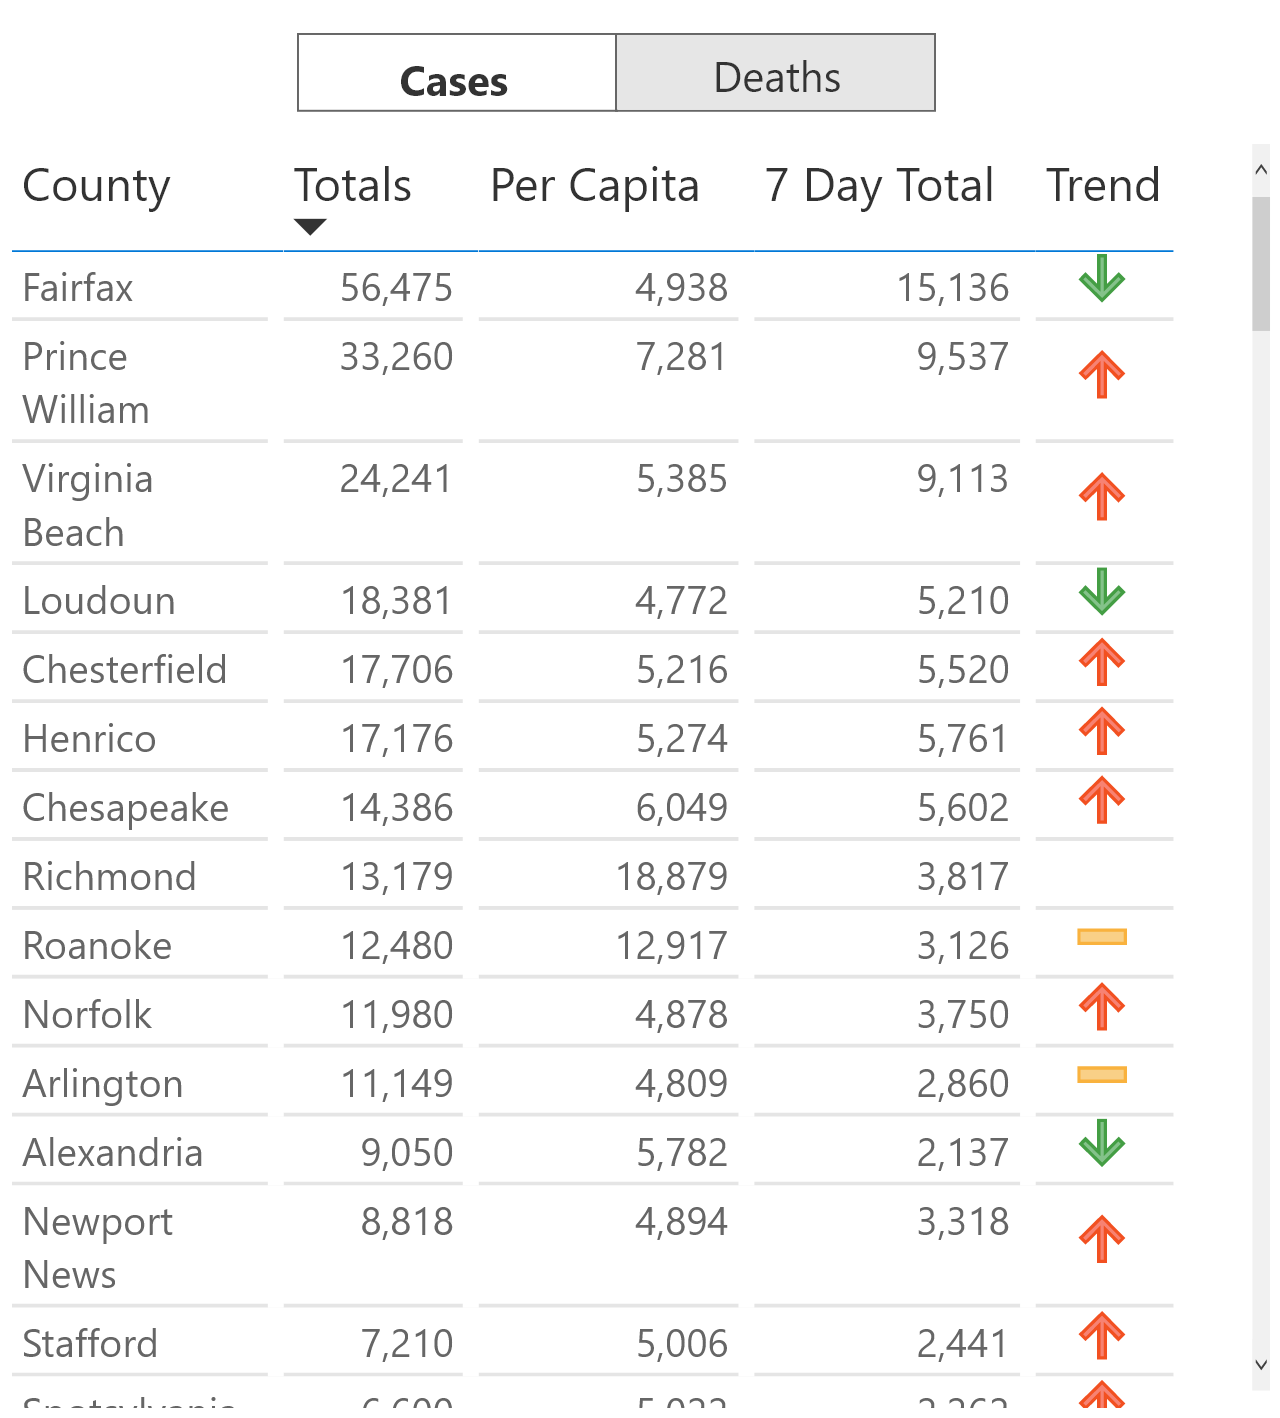 Cases Deaths
County Totals Per Capita 7 Day Total Trend
Fairfax 56,475 4,938 15,136
Prince 33,260 7,281 9,537
William
Virginia 24,241 5,385 9,113
Beach
Loudoun 18,381 4,772 5,210
Chesterfield 17,706 5,216 5,520
Henrico 17,176 5,274 5,761
Chesapeake 14,386 6,049 5,602
Richmond 13,179 18,879 3,817
Roanoke 12,480 12,917 3,126
Norfolk 11,980 4,878 3,750
Arlington 11,149 4,809 2,860
Alexandria 9,050 5,782 2,137
Newport 8,818 4,894 3,318
News
Stafford 7,210 5,006 2,441